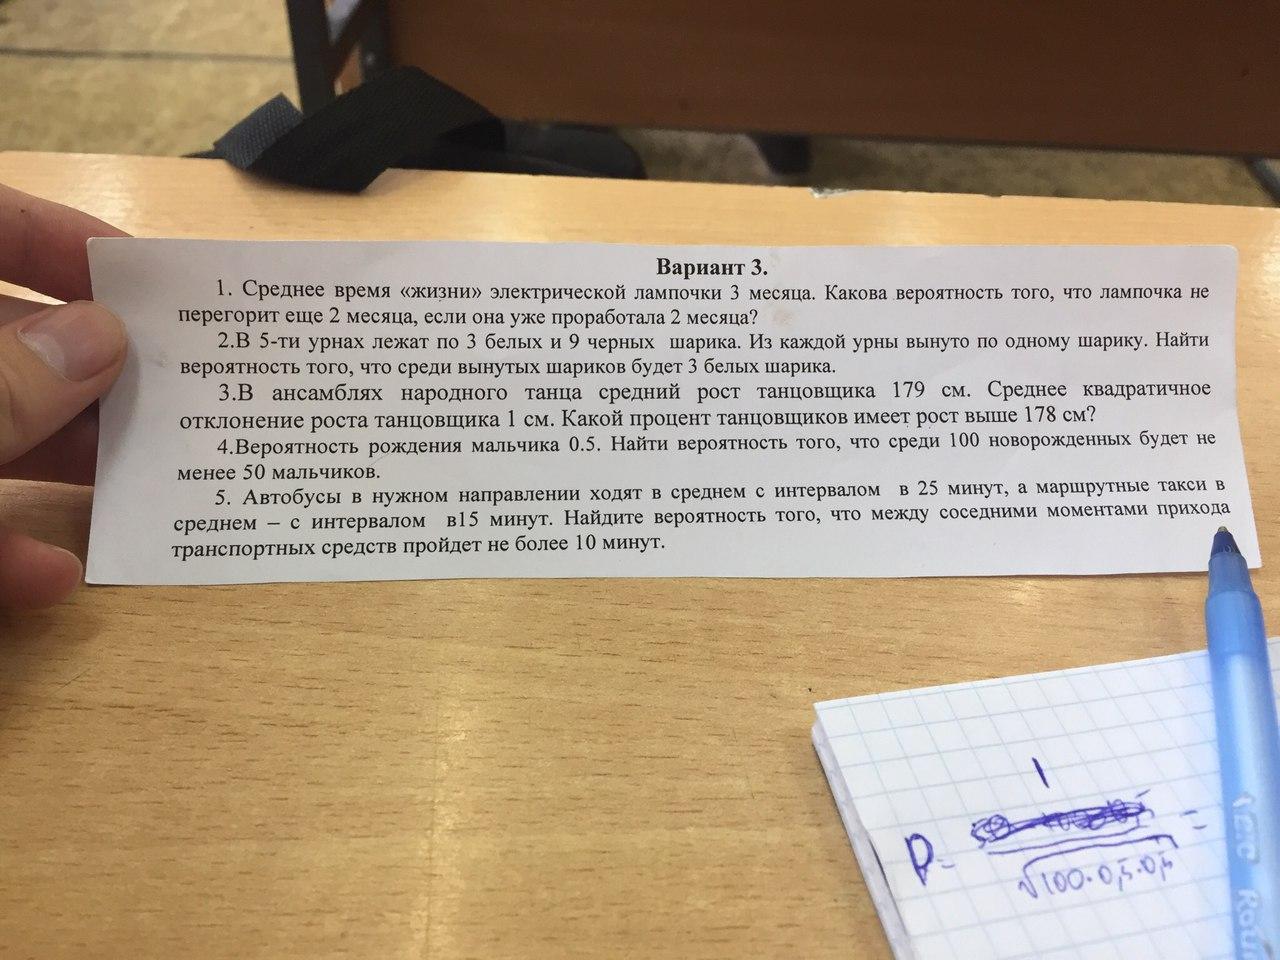 Вариант 3.
1. Среднее время «жизни» электрической лампочки 3 месяца. Какова вероятность того, что лампочка не
перегорит еще 2 месяца, если она уже проработала 2 месяца?
2.В 5-ти урнах лежат по 3 белых и 9 черных шарика. Из каждой урны вынуто по одному шарику. Найти
вероятность того, что среди вынутых шариков будет 3 белых шарика.
3.В ансамблях народного танца средний рост танцовщика 179 см. Среднее квадратичное
отклонение роста танцовщика 1 см. Какой процент танцовщиков имеет рост выше 178 см?
4.Вероятность рождения мальчика 0.5. Найти вероятность того, что среди 100 новорожденных будет не
менее 50 мальчиков.
5. Автобусы в нужном направлении ходят в среднем с интервалом в 25 минут, а маршрутные такси в
среднем – с интервалом в15 минут. Найдите вероятность того, что между соседними моментами прихода
транспортных средств пройдет не более 10 минут.
1
P= =
√100·0,5·0,5